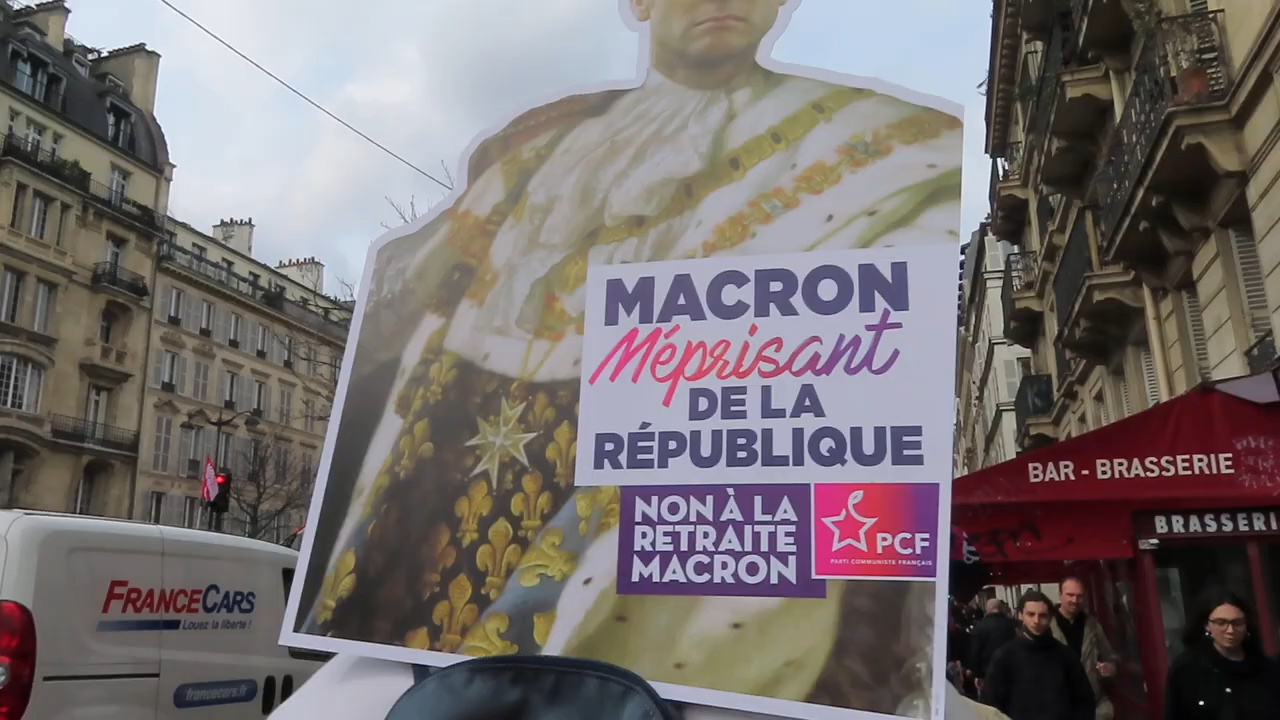 MACRON
Méprisant
DE LA
RÉPUBLIQUE
NON À LA
RETRAITE
MACRON
PCF
PARTI COMMUNISTE FRANÇAIS
FRANCECARS
Louez la liberté !
francecars.fr
BAR - BRASSERIE
BRASSERI